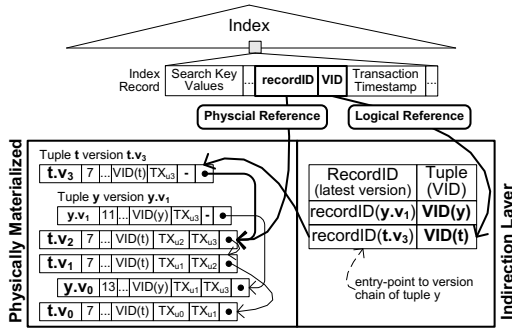 Index
Index Record
Search Key Values
...
recordID
VID
Transaction Timestamp
...
Physcial Reference
Logical Reference
Physically Materialized
Tuple t version t.v3
t.v3 7 ... VID(t) TXu3 -
Tuple y version y.v1
y.v1 11 ... VID(y) TXu3 -
t.v2 7 ... VID(t) TXu2 TXu3
t.v1 7 ... VID(t) TXu1 TXu2
y.v0 13 ... VID(y) TXu1 TXu3
t.v0 7 ... VID(t) TXu0 TXu1
RecordID (latest version)
Tuple (VID)
recordID(y.v1) VID(y)
recordID(t.v3) VID(t)
entry-point to version
chain of tuple y
Indirection Layer